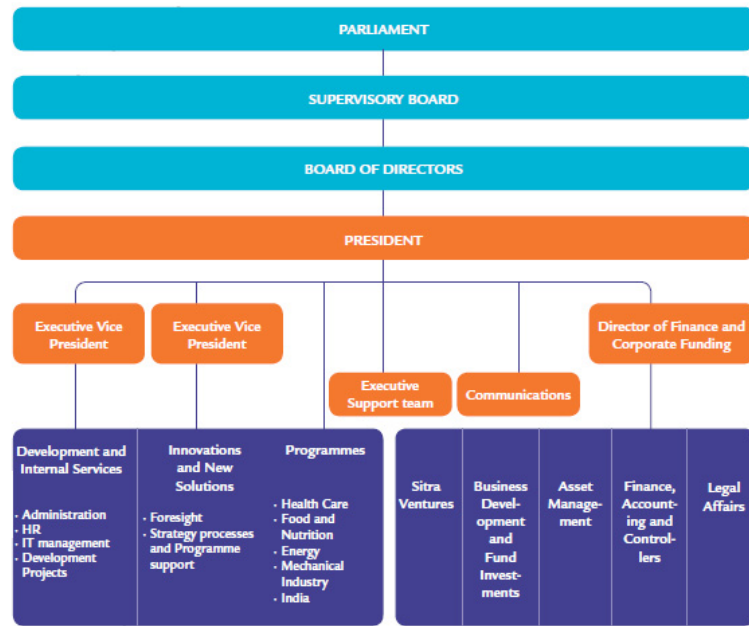 PARLIAMENT
SUPERVISORY BOARD
BOARD OF DIRECTORS
PRESIDENT
Executive Vice
President
Executive Vice
President
Director of Finance and
Corporate Funding
Executive
Support team
Communications
Development and
Internal Services
· Administration
· HR
· IT management
· Development
Projects
Innovations
and New
Solutions
· Foresight
· Strategy processes
and Programme
support
Programmes
· Health Care
· Food and
Nutrition
· Energy
· Mechanical
Industry
· India
Sitra
Ventures
Business
Devel-
opment
and
Fund
Invest-
ments
Asset
Manage-
ment
Finance,
Account-
ing and
Control-
lers
Legal
Affairs